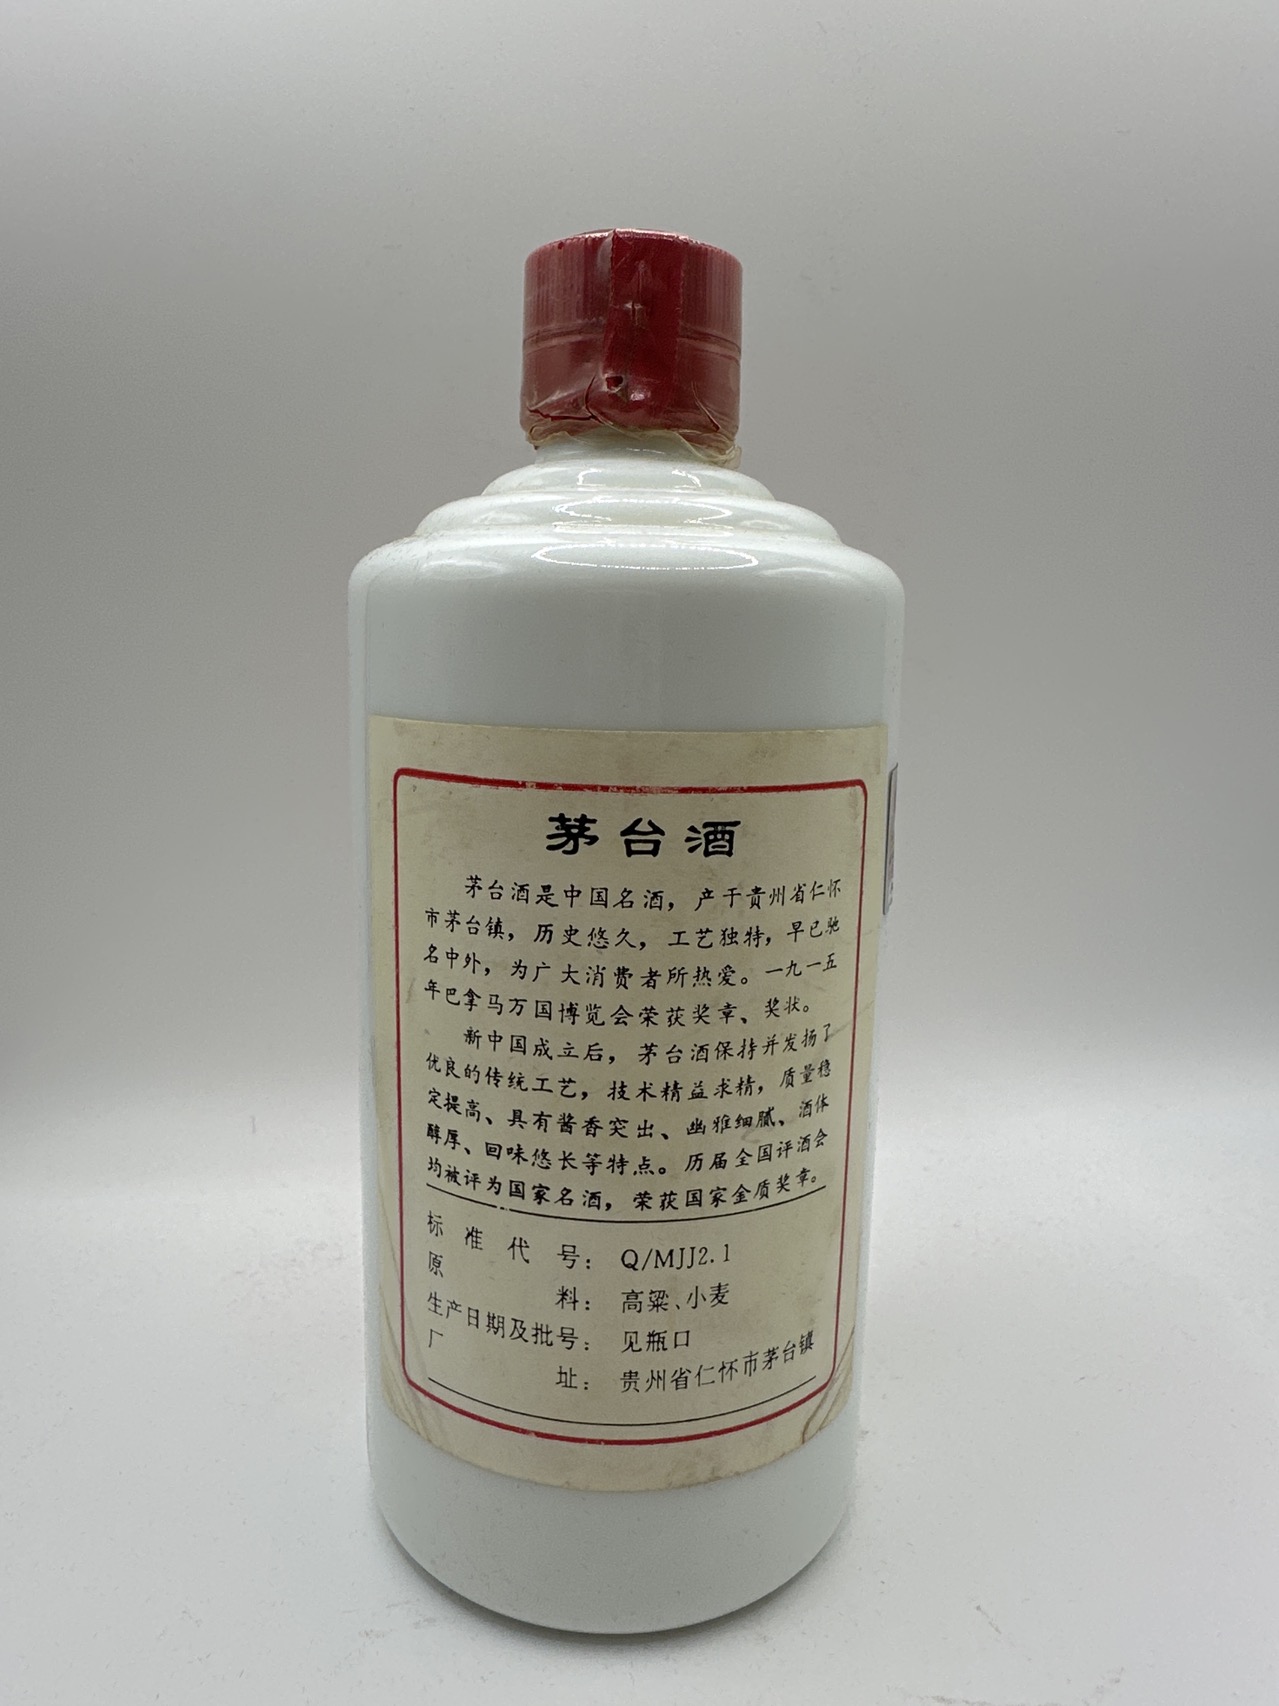 茅台酒
茅台酒是中国名酒，产于贵州省仁怀
市茅台镇，历史悠久，工艺独特，早已驰
名中外，为广大消费者所热爱。一九一五
年巴拿马万国博览会荣获奖章、奖状。
新中国成立后，茅台酒保持并发扬了
优良的传统工艺，技术精益求精，质量稳
定提高、具有酱香突出、幽雅细腻、酒体
醇厚、回味悠长等特点。历届全国评酒会
均被评为国家名酒，荣获国家金质奖章。
标准代号：Q/MJJ2.1
原料：高粱、小麦
生产日期及批号：见瓶口
厂址：贵州省仁怀市茅台镇